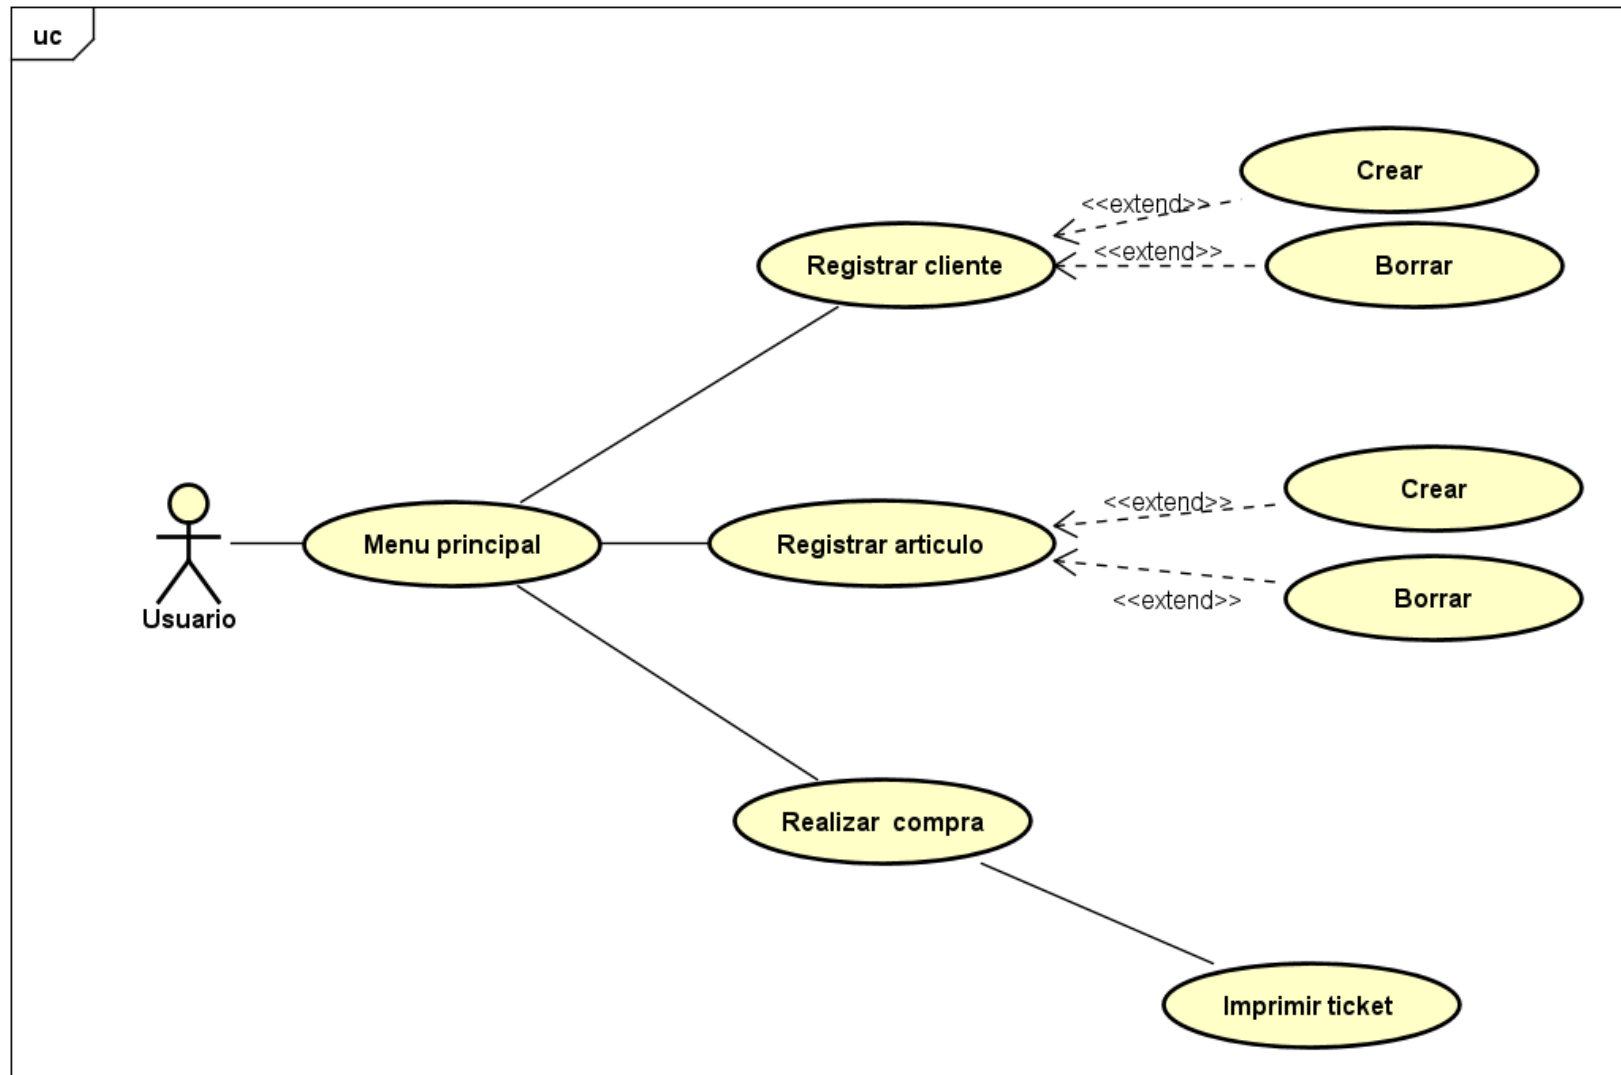 uc
Crear
<<extend>>
<<extend>>
Registrar cliente
Borrar
Crear
<<extend>>
Usuario
Menu principal
Registrar articulo
<<extend>>
Borrar
Realizar  compra
Imprimir ticket